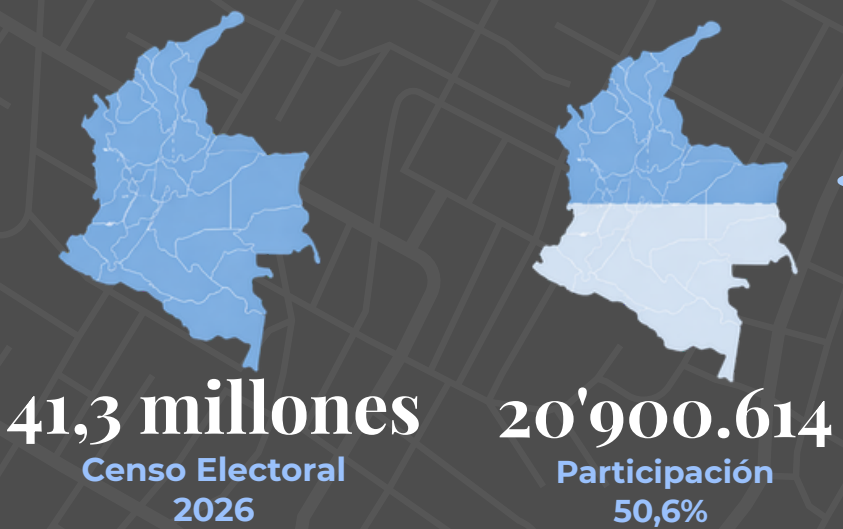 41,3 millones
Censo Electoral
2026
20'900.614
Participación
50,6%